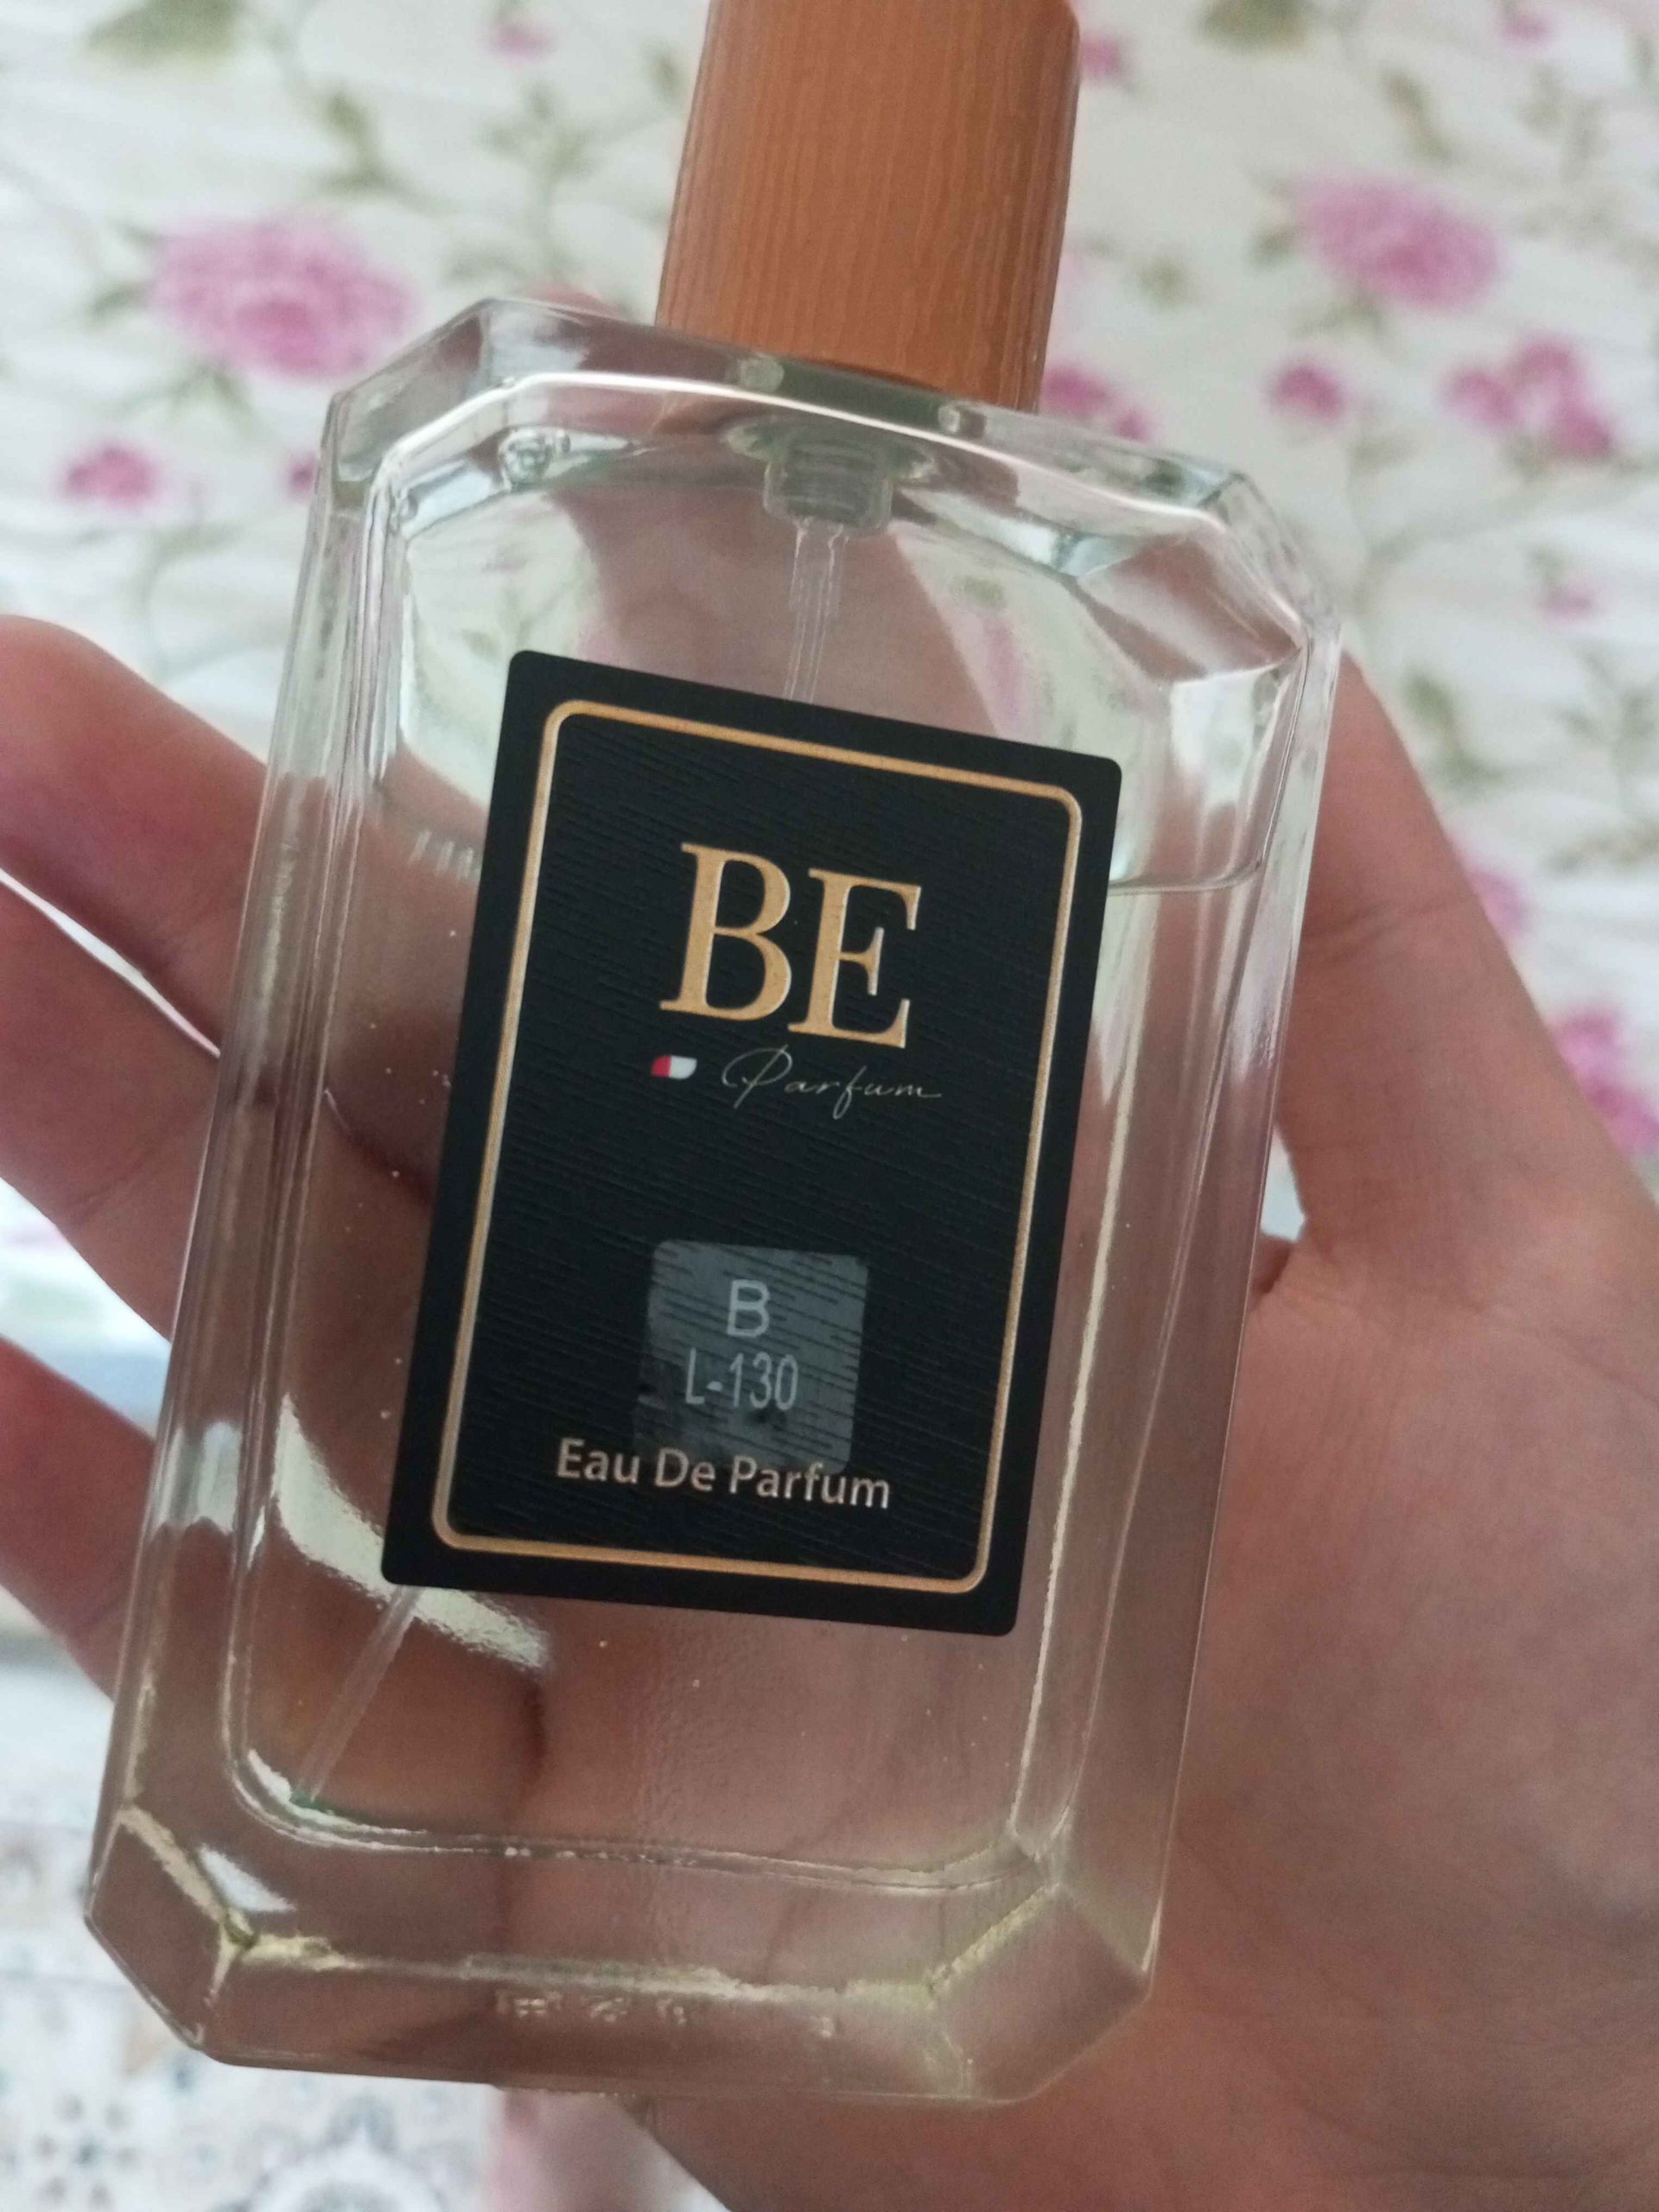 BE
Parfum
B
L-130
Eau De Parfum